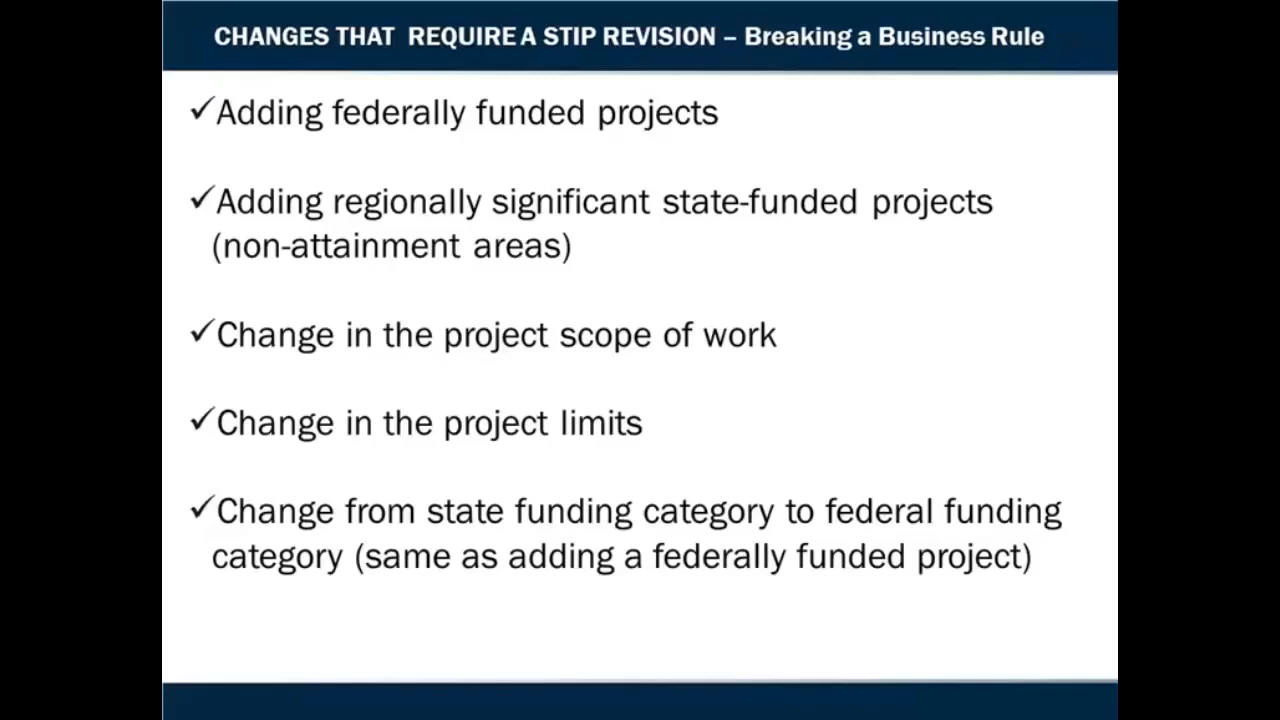 CHANGES THAT REQUIRE A STIP REVISION – Breaking a Business Rule
✓Adding federally funded projects
✓Adding regionally significant state-funded projects
(non-attainment areas)
✓Change in the project scope of work
✓Change in the project limits
✓Change from state funding category to federal funding
category (same as adding a federally funded project)